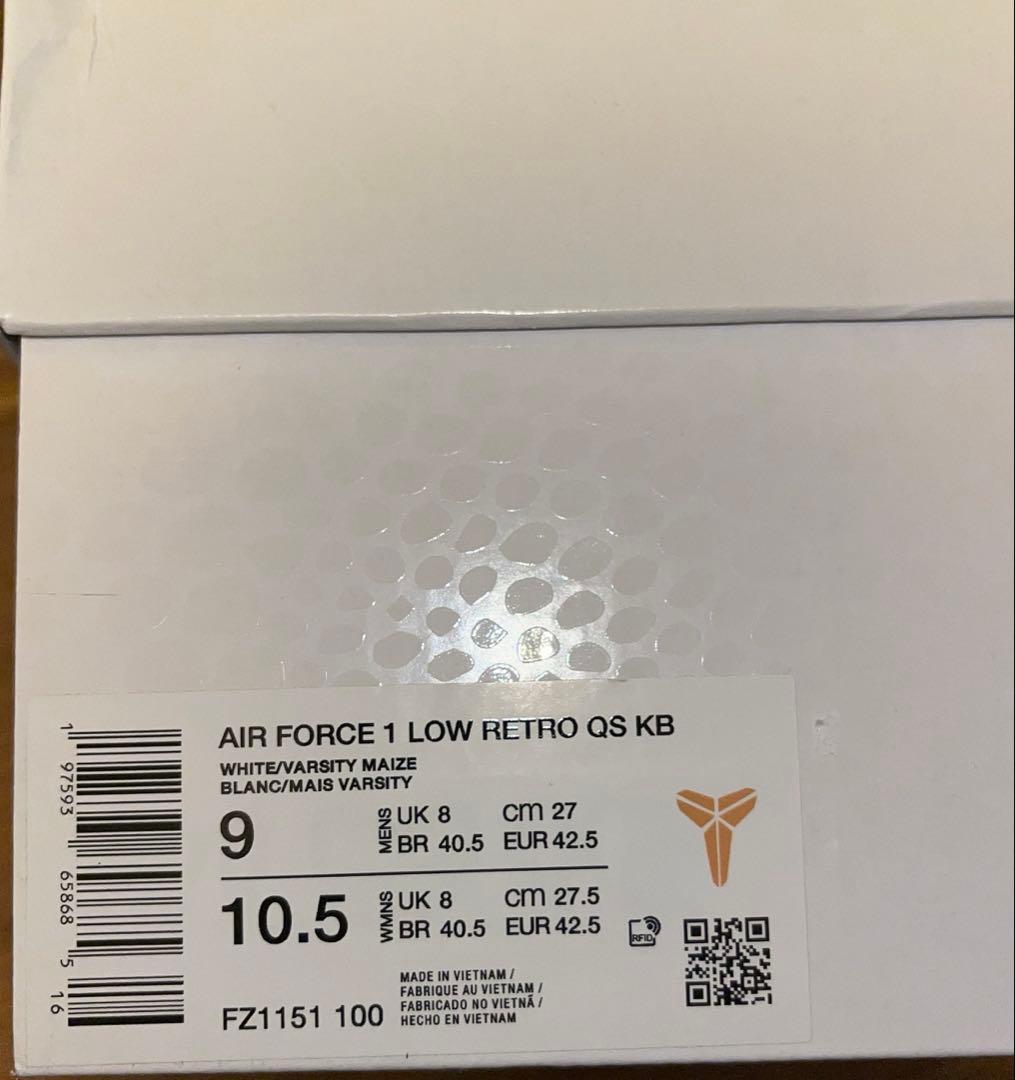 AIR FORCE 1 LOW RETRO QS KB
WHITE/VARSITY MAIZE
BLANC/MAIS VARSITY
9
MENS
UK 8 CM 27
BR 40.5 EUR 42.5
10.5
WMNS
UK 8 CM 27.5
BR 40.5 EUR 42.5
RFID
FZ1151 100
MADE IN VIETNAM /
FABRIQUE AU VIETNAM /
FABRICADO NO VIETNÃ /
HECHO EN VIETNAM
1 97593 65868 5 16